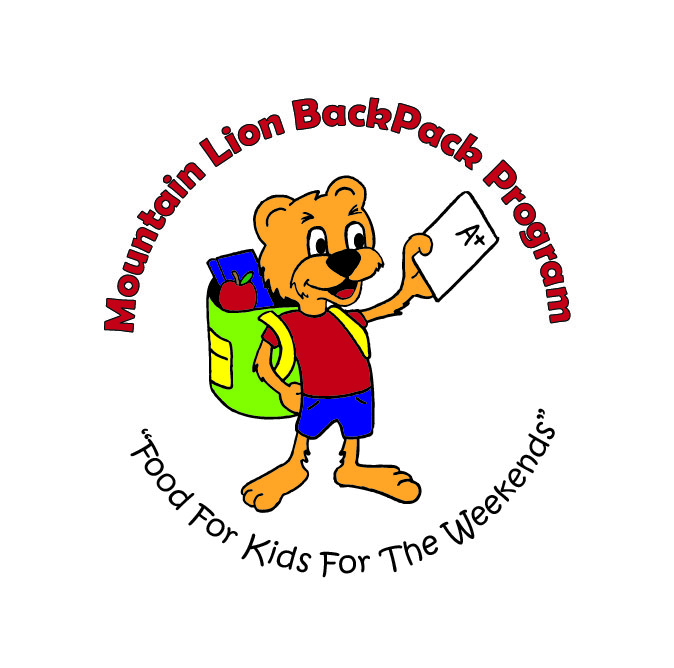 Mountain Lion BackPack Program
A+
“Food For Kids For The Weekends”